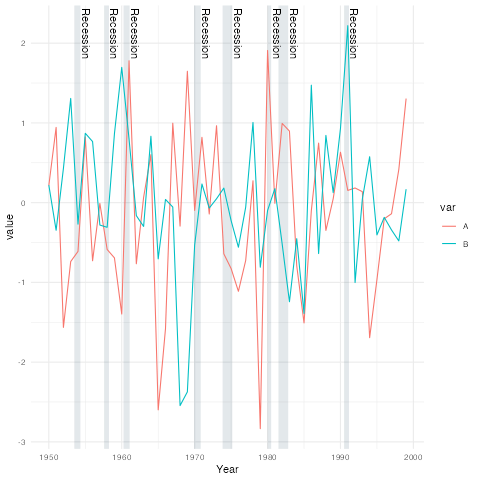 Recession
Recession
Recession
Recession
Recession
Recession
Recession
Recession
2
1
0
-1
-2
-3
value
1950
1960
1970
1980
1990
2000
Year
var
A
B